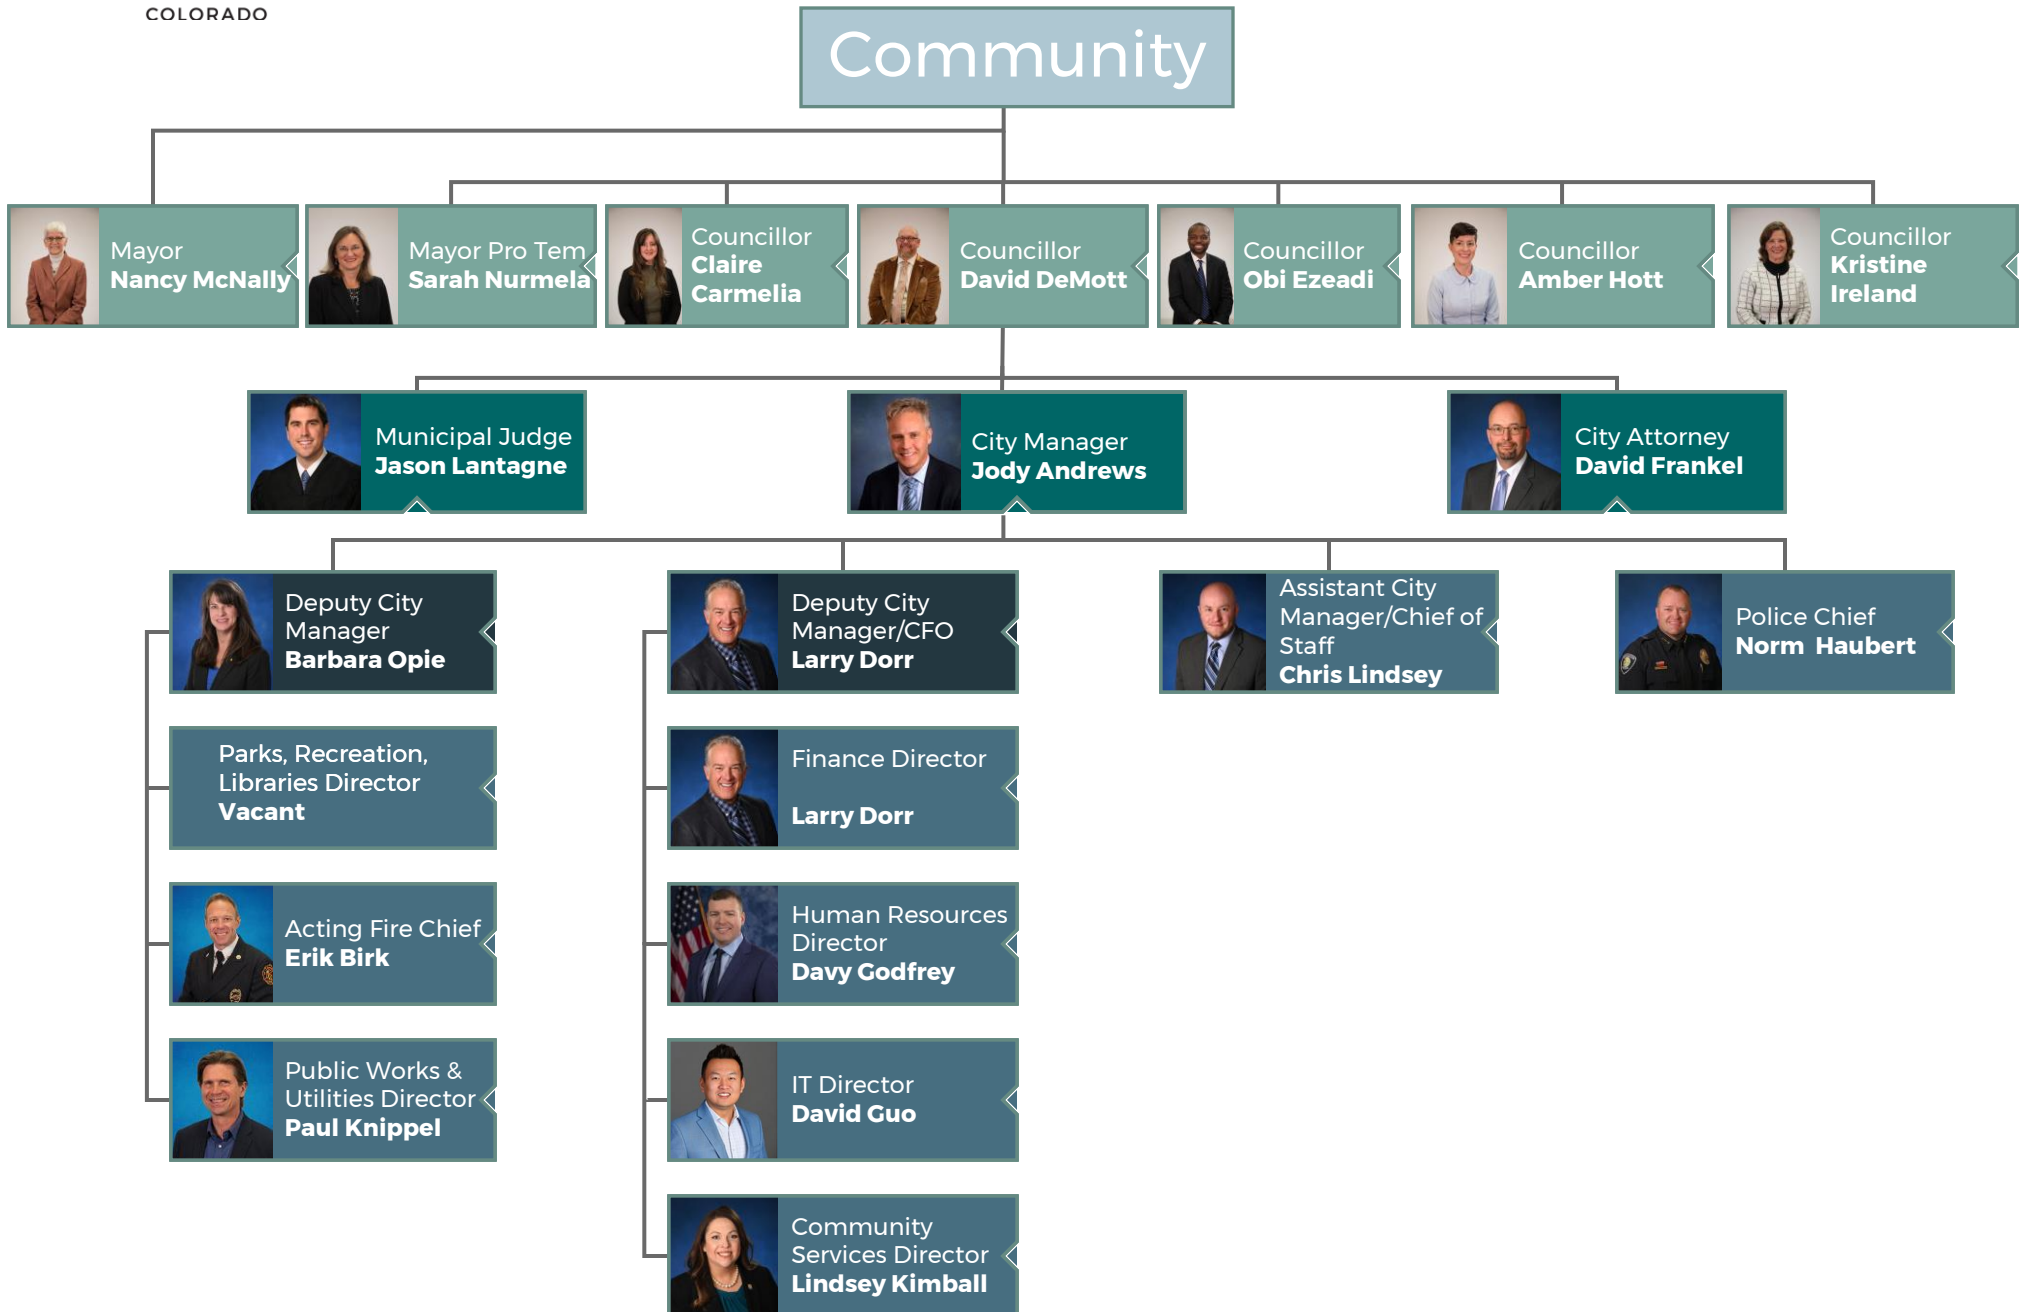 COLORADO
Community
Mayor
Nancy McNally
Mayor Pro Tem
Sarah Nurmela
Councillor
Claire
Carmelia
Councillor
David DeMott
Councillor
Obi Ezeadi
Councillor
Amber Hott
Councillor
Kristine
Ireland
Municipal Judge
Jason Lantagne
City Manager
Jody Andrews
City Attorney
David Frankel
Deputy City
Manager
Barbara Opie
Deputy City
Manager/CFO
Larry Dorr
Assistant City
Manager/Chief of
Staff
Chris Lindsey
Police Chief
Norm Haubert
Parks, Recreation,
Libraries Director
Vacant
Finance Director
Larry Dorr
Acting Fire Chief
Erik Birk
Human Resources
Director
Davy Godfrey
Public Works &
Utilities Director
Paul Knippel
IT Director
David Guo
Community
Services Director
Lindsey Kimball